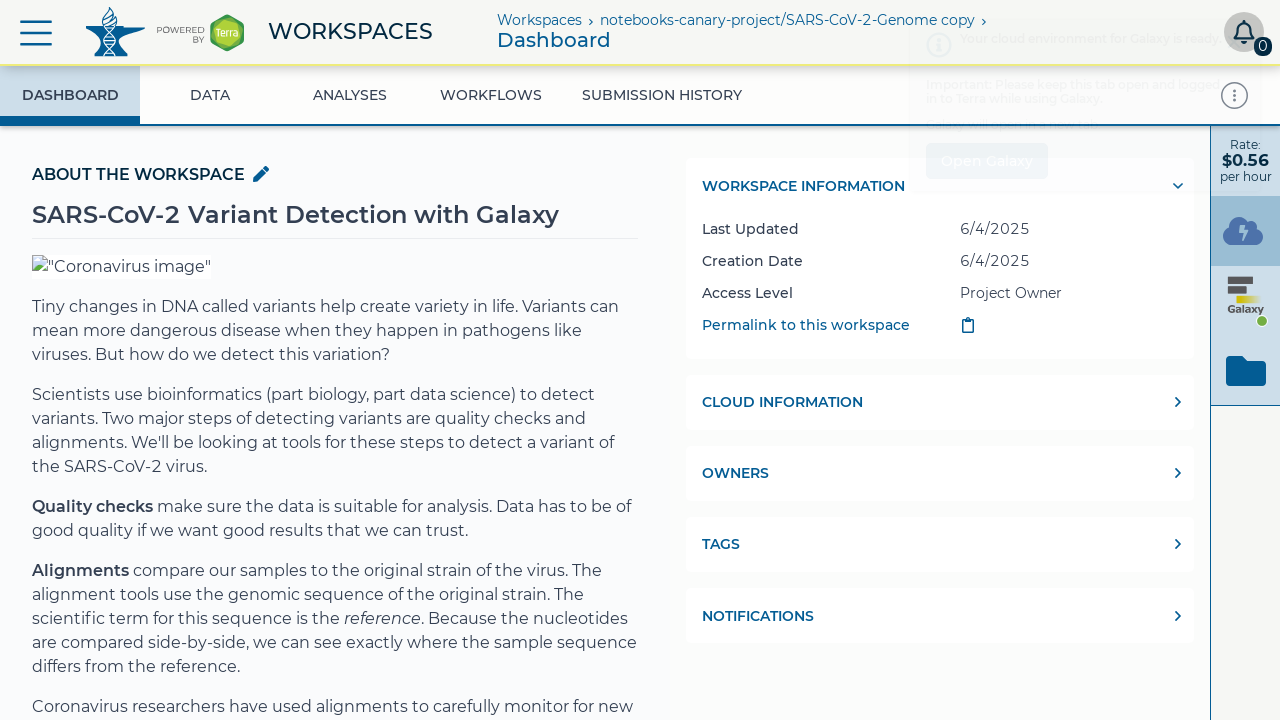 POWERED BY
Terra
WORKSPACES
Workspaces › notebooks-canary-project/SARS-CoV-2-Genome copy ›
Dashboard
0
Your cloud environment for Galaxy is ready
Important: Please keep this tab open and logged
in to Terra while using Galaxy.
Galaxy will open in a new tab.
Open Galaxy
DASHBOARD
DATA
ANALYSES
WORKFLOWS
SUBMISSION HISTORY
Rate:
$0.56
per hour
Galaxy
ABOUT THE WORKSPACE
SARS-CoV-2 Variant Detection with Galaxy
"Coronavirus image"
Tiny changes in DNA called variants help create variety in life. Variants can
mean more dangerous disease when they happen in pathogens like
viruses. But how do we detect this variation?
Scientists use bioinformatics (part biology, part data science) to detect
variants. Two major steps of detecting variants are quality checks and
alignments. We'll be looking at tools for these steps to detect a variant of
the SARS-CoV-2 virus.
Quality checks make sure the data is suitable for analysis. Data has to be of
good quality if we want good results that we can trust.
Alignments compare our samples to the original strain of the virus. The
alignment tools use the genomic sequence of the original strain. The
scientific term for this sequence is the reference. Because the nucleotides
are compared side-by-side, we can see exactly where the sample sequence
differs from the reference.
Coronavirus researchers have used alignments to carefully monitor for new
WORKSPACE INFORMATION
Last Updated 6/4/2025
Creation Date 6/4/2025
Access Level Project Owner
Permalink to this workspace
CLOUD INFORMATION
OWNERS
TAGS
NOTIFICATIONS